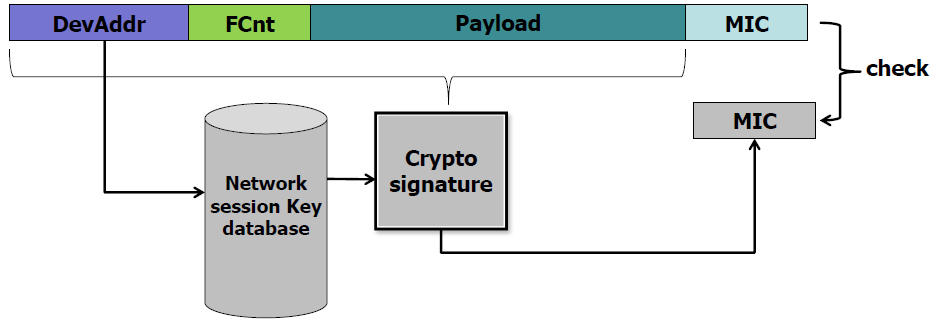 DevAddr FCnt Payload MIC
check
MIC
Crypto
signature
Network
session Key
database